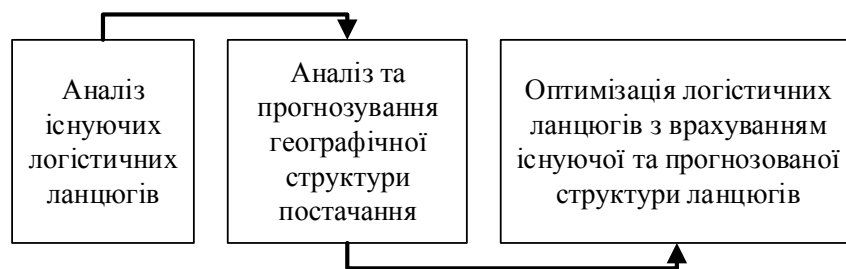 Аналіз
існуючих
логістичних
ланцюгів
Аналіз та
прогнозування
географічної
структури
постачання
Оптимізація логістичних
ланцюгів з врахуванням
існуючої та прогнозованої
структури ланцюгів